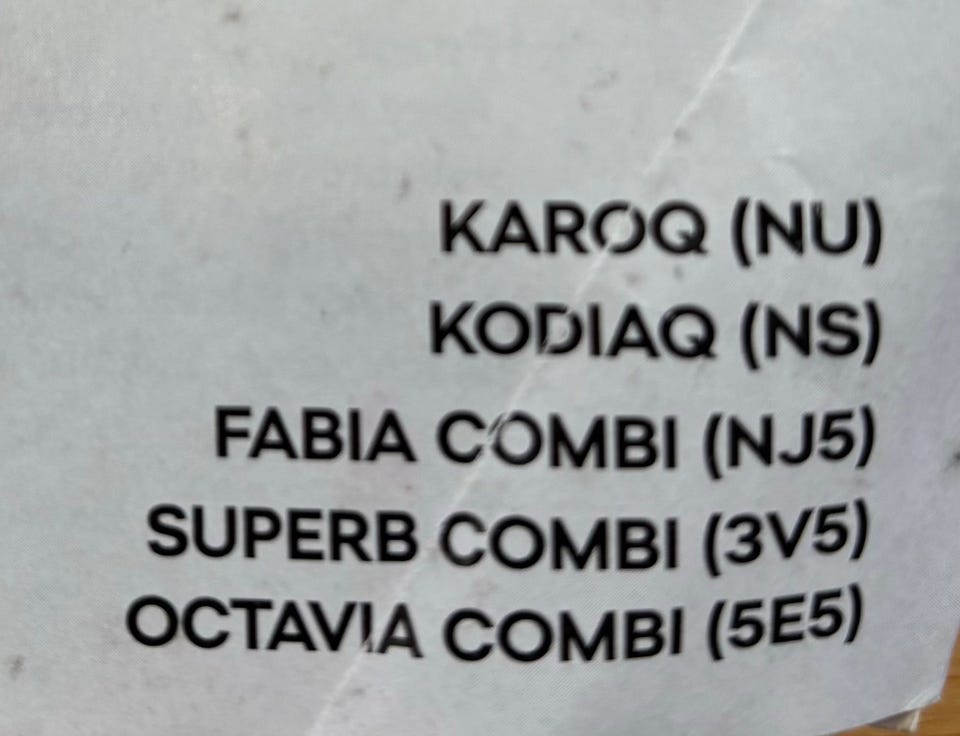 KAROQ (NU)
KODIAQ (NS)
FABIA COMBI (NJ5)
SUPERB COMBI (3V5)
OCTAVIA COMBI (5E5)